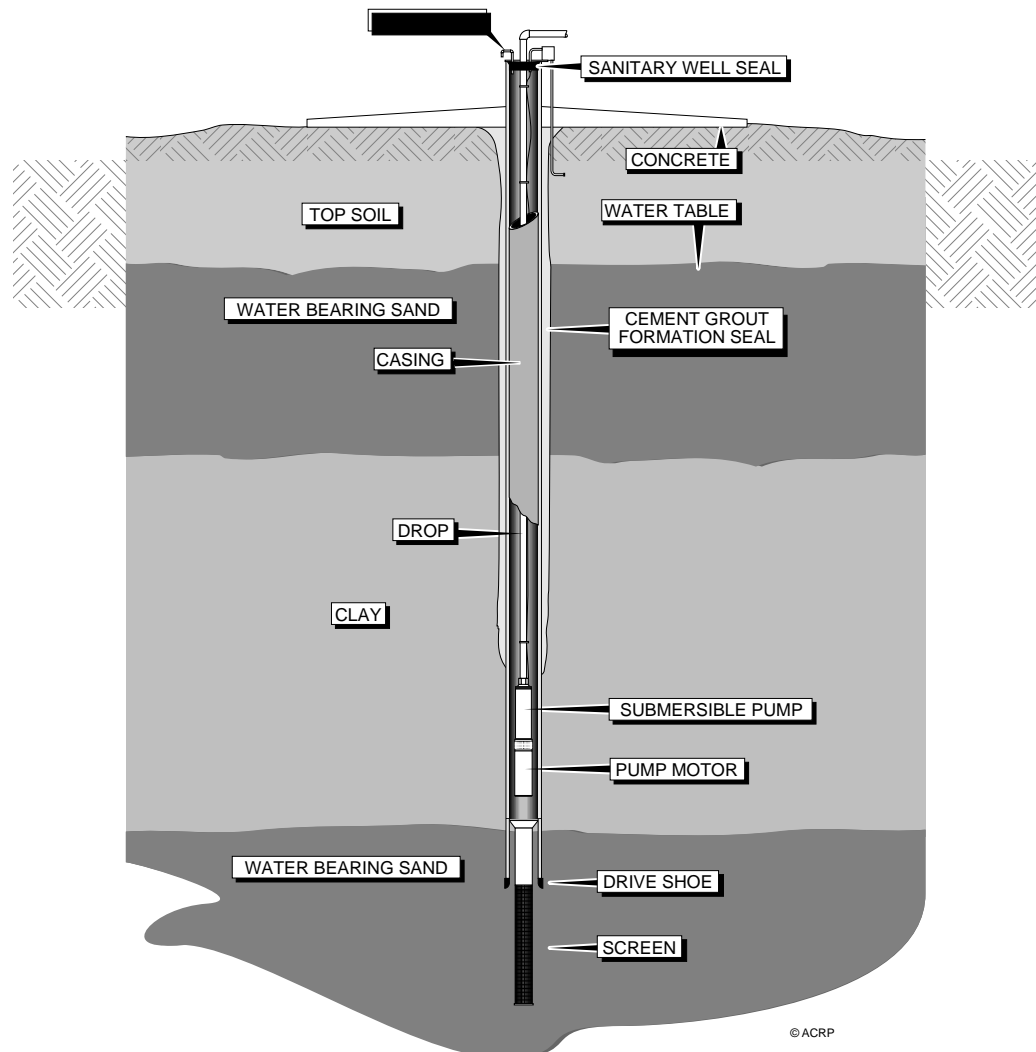 SANITARY WELL SEAL
CONCRETE
TOP SOIL
WATER TABLE
WATER BEARING SAND
CEMENT GROUT
FORMATION SEAL
CASING
DROP
CLAY
SUBMERSIBLE PUMP
PUMP MOTOR
WATER BEARING SAND
DRIVE SHOE
SCREEN
© ACRP